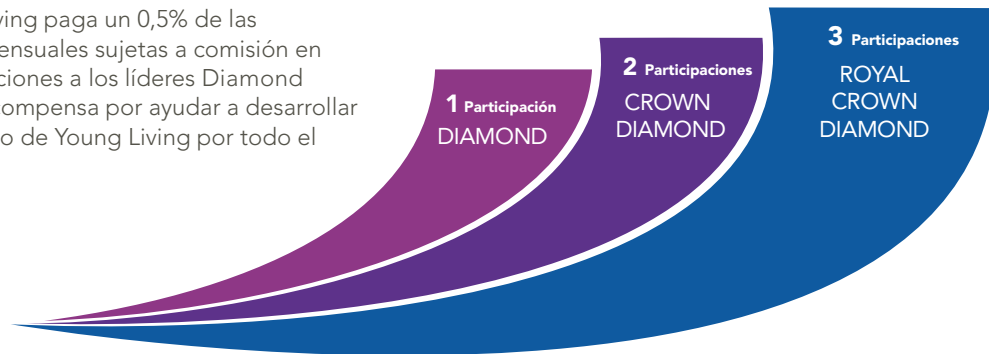 ving paga un 0,5% de las
ensuales sujetas a comisión en
ciones a los líderes Diamond
compensa por ayudar a desarrollar
o de Young Living por todo el
1 Participación
DIAMOND
2 Participaciones
CROWN
DIAMOND
3 Participaciones
ROYAL
CROWN
DIAMOND